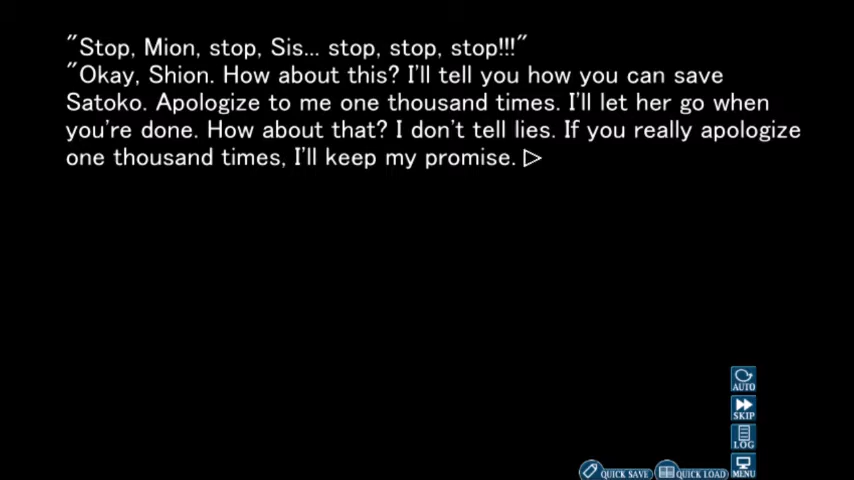 "Stop, Mion, stop, Sis... stop, stop, stop!!!"
"Okay, Shion. How about this? I'll tell you how you can save
Satoko. Apologize to me one thousand times. I'll let her go when
you're done. How about that? I don't tell lies. If you really apologize
one thousand times, I'll keep my promise. ▷
AUTO
SKIP
LOG
MENU
QUICK SAVE
QUICK LOAD